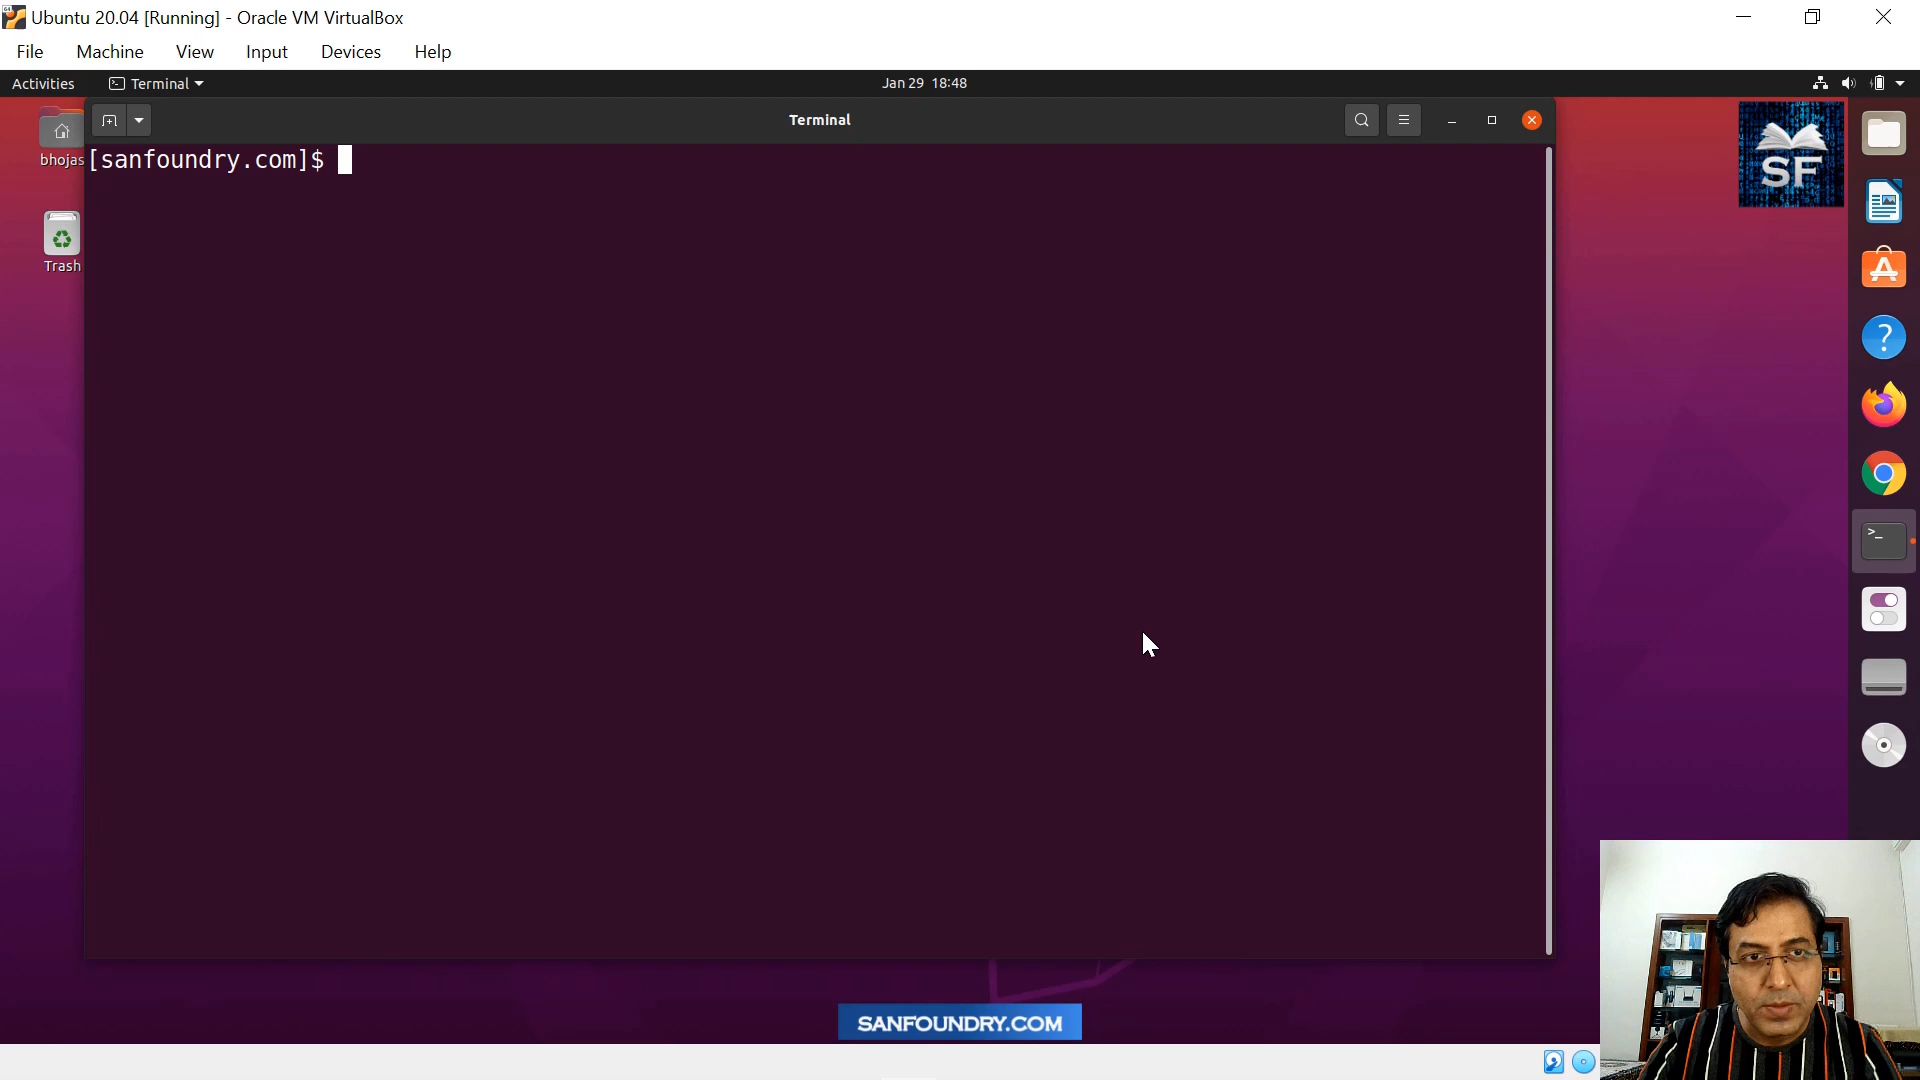 Ubuntu 20.04 [Running] - Oracle VM VirtualBox
File Machine View Input Devices Help
Activities Terminal Jan 29 18:48
Terminal
bhojas
[sanfoundry.com]$
Trash
SF
SANFOUNDRY.COM